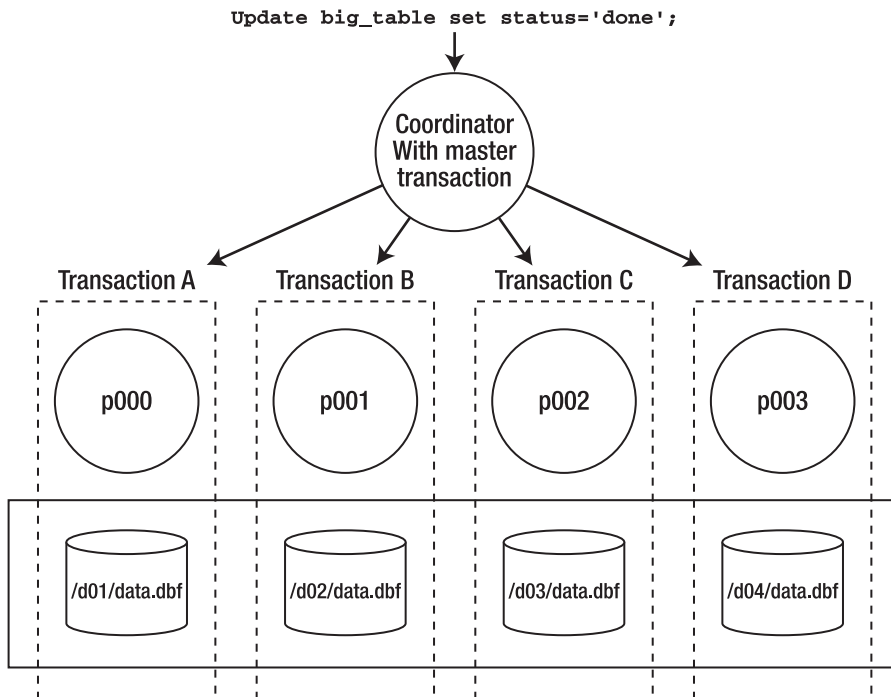 Update big_table set status='done';
Coordinator
With master
transaction
Transaction A
Transaction B
Transaction C
Transaction D
p000
p001
p002
p003
/d01/data.dbf
/d02/data.dbf
/d03/data.dbf
/d04/data.dbf